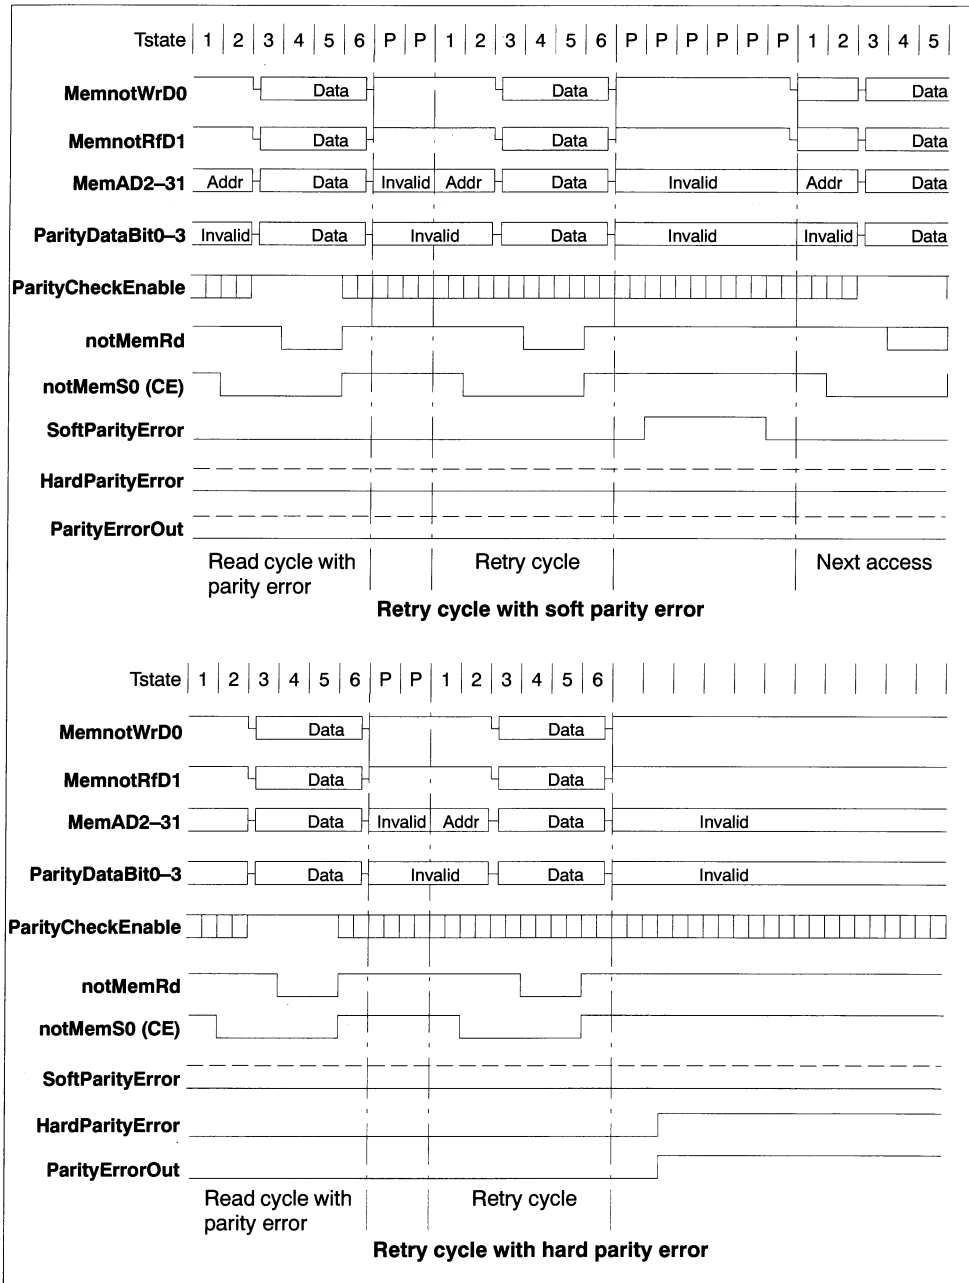 Tstate 1 2 3 4 5 6 P P 1 2 3 4 5 6 P P P P P P 1 2 3 4 5
MemnotWrD0 Data Data Data
MemnotRfD1 Data Data Data
MemAD2–31 Addr Data Invalid Addr Data Invalid Addr Data
ParityDataBit0–3 Invalid Data Invalid Data Invalid Invalid Data
ParityCheckEnable
notMemRd
notMemS0 (CE)
SoftParityError
HardParityError
ParityErrorOut
Read cycle with Retry cycle Next access
parity error
Retry cycle with soft parity error
Tstate 1 2 3 4 5 6 P P 1 2 3 4 5 6
MemnotWrD0 Data Data
MemnotRfD1 Data Data
MemAD2–31 Data Invalid Addr Data Invalid
ParityDataBit0–3 Data Invalid Data Invalid
ParityCheckEnable
notMemRd
notMemS0 (CE)
SoftParityError
HardParityError
ParityErrorOut
Read cycle with Retry cycle
parity error
Retry cycle with hard parity error